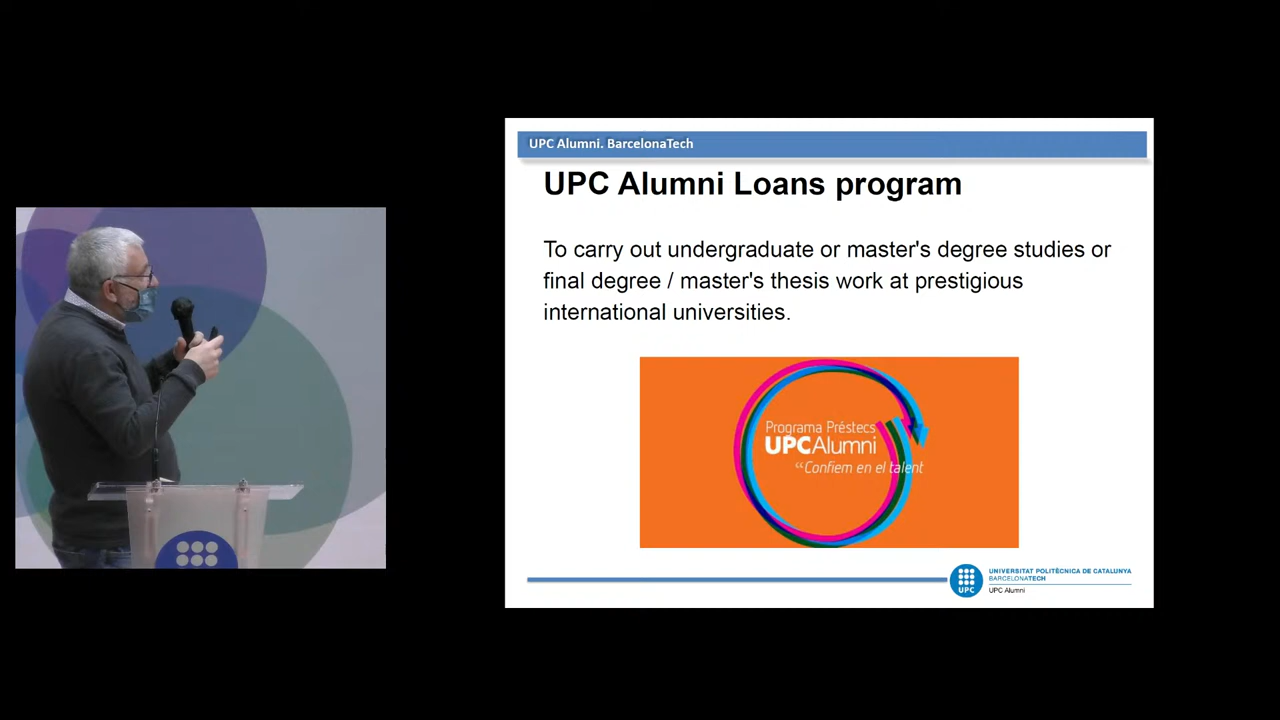 UPC Alumni. BarcelonaTech
UPC Alumni Loans program
To carry out undergraduate or master's degree studies or
final degree / master's thesis work at prestigious
international universities.
Programa Préstecs
UPCAlumni
“Confiem en el talent
UNIVERSITAT POLITÈCNICA DE CATALUNYA
BARCELONATECH
UPC
UPC Alumni